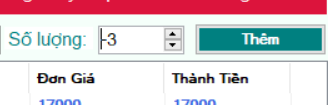 Số lượng: -3 Thêm
Đơn Giá Thành Tiền
17000 17000